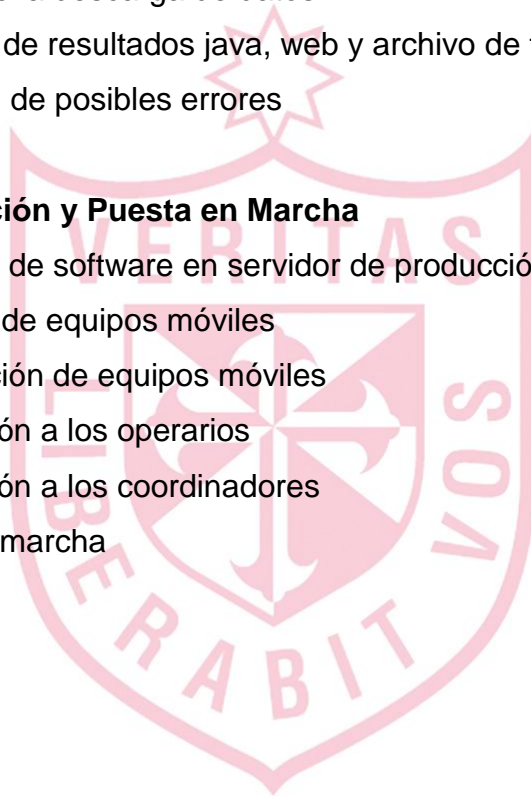 de resultados java, web y archivo de
de posibles errores
ción y Puesta en Marcha
de software en servidor de producció
de equipos móviles
ción de equipos móviles
ón a los operarios
ón a los coordinadores
marcha
VERITAS
LIBERABIT
VOS